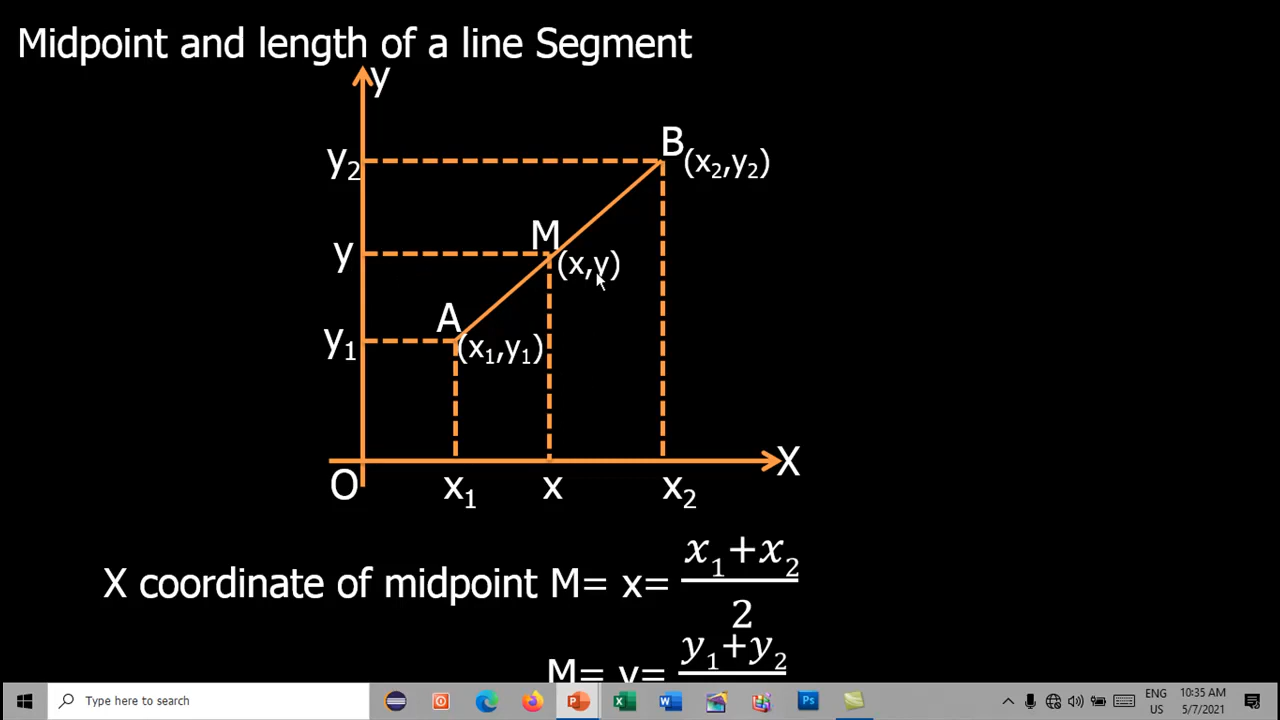 Midpoint and length of a line Segment
y
B
y₂
(x₂,y₂)
M
y
(x,y)
A
y₁
(x₁,y₁)
X
O
x₁
x
x₂
X coordinate of midpoint M= x= x₁+x₂
2
M= y= y₁+y₂
Type here to search
ENG
US
10:35 AM
5/7/2021
Ps